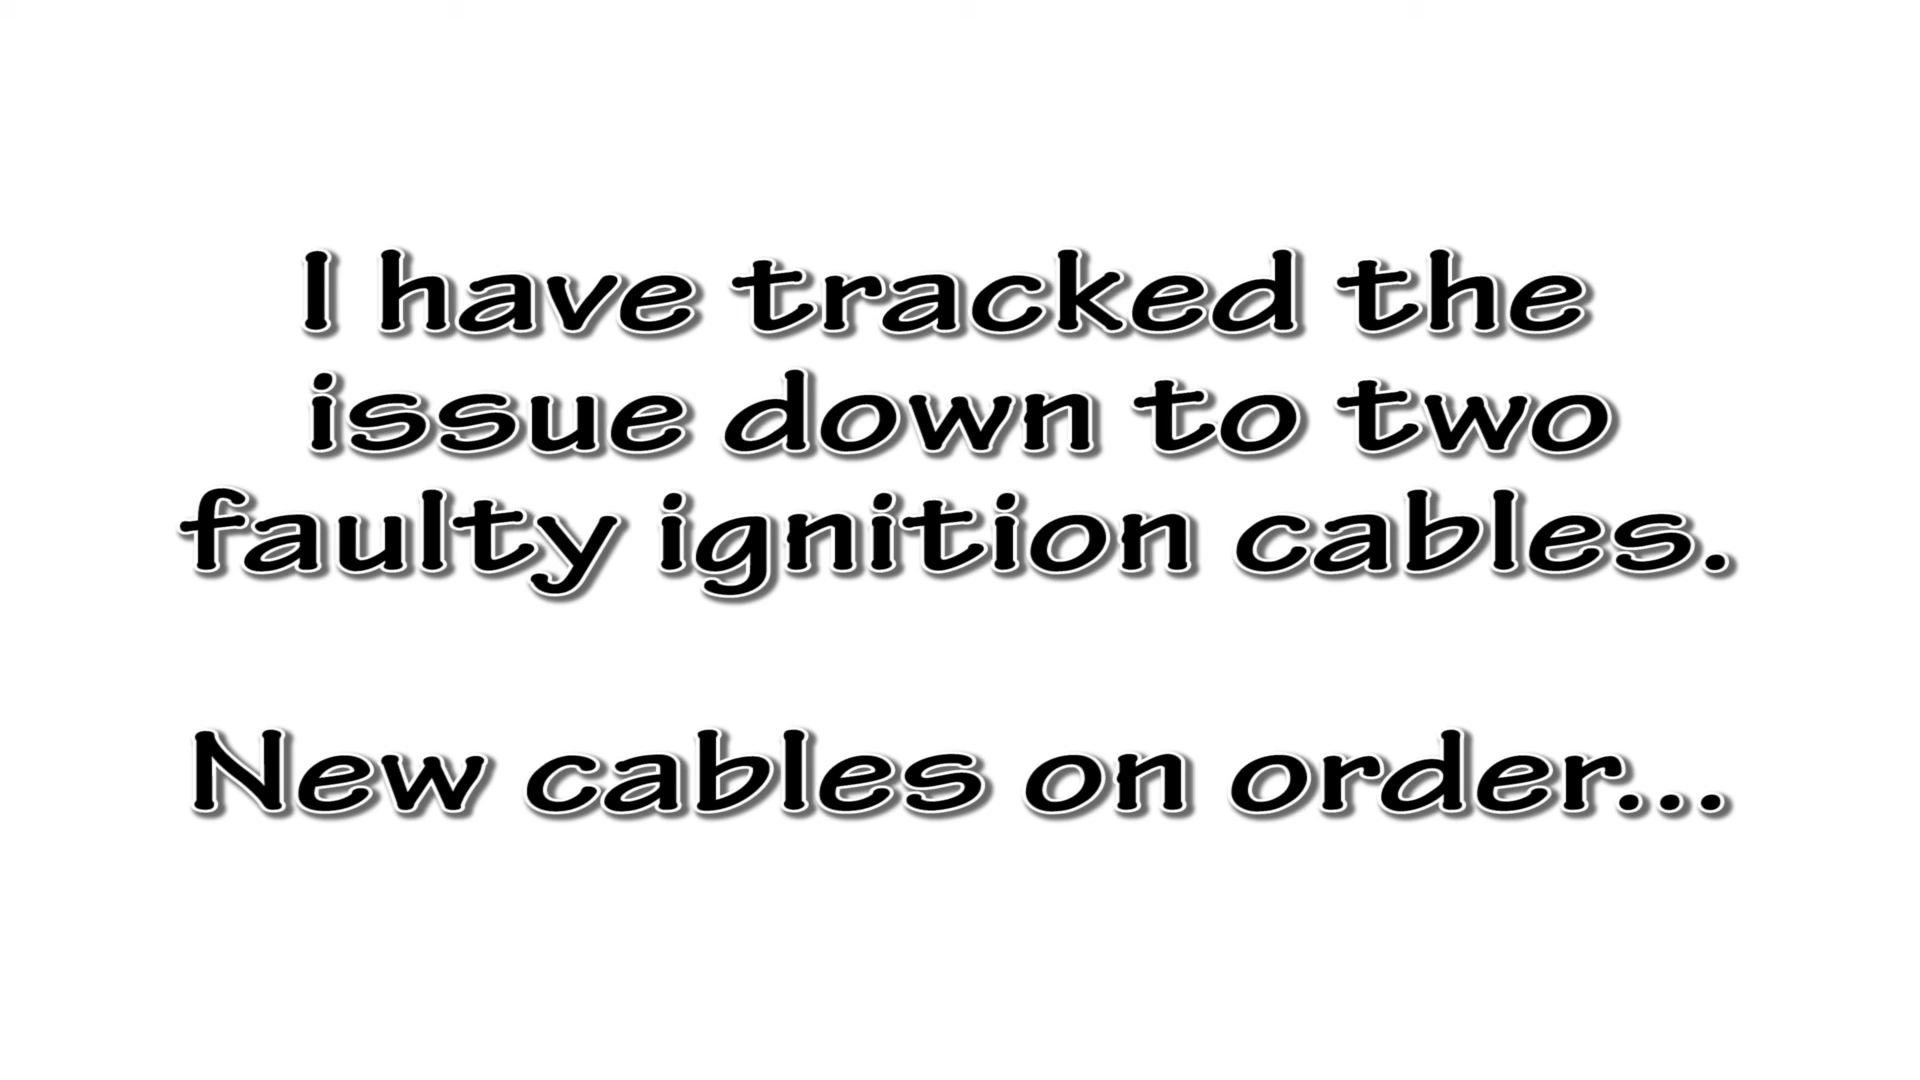 I have tracked the
issue down to two
faulty ignition cables.
New cables on order...